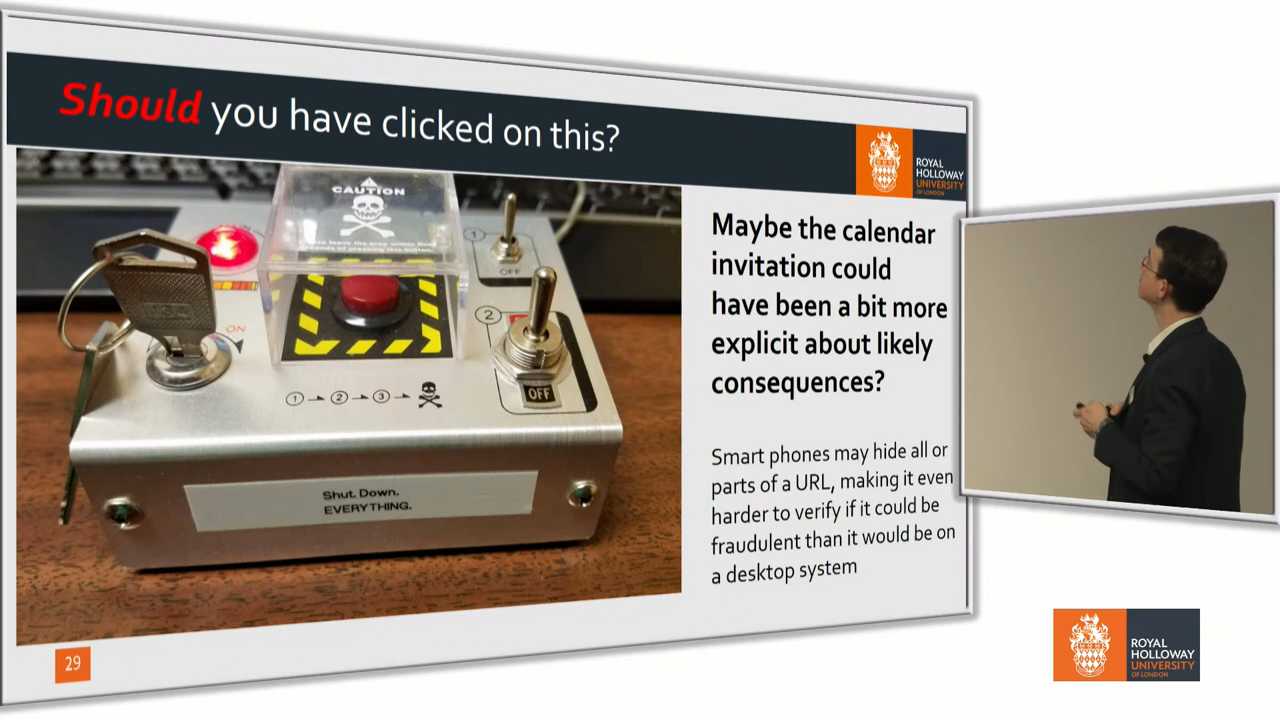 Should you have clicked on this?
ROYAL
HOLLOWAY
UNIVERSITY
OF LONDON
CAUTION
1
OFF
ON
2
OFF
1 2 3
Shut. Down.
EVERYTHING.
Maybe the calendar
invitation could
have been a bit more
explicit about likely
consequences?
Smart phones may hide all or
parts of a URL, making it even
harder to verify if it could be
fraudulent than it would be on
a desktop system
29
ROYAL
HOLLOWAY
UNIVERSITY
OF LONDON